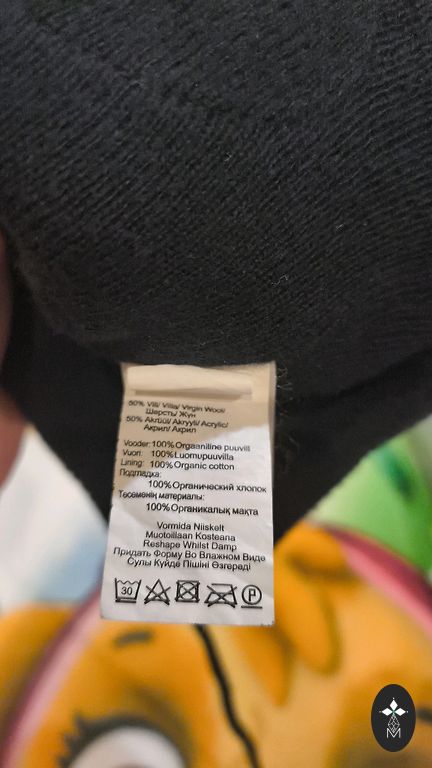 50% Vill/ Villa/ Virgin Wool/
Шерсть/ Жүн
50% Akrüül/ Akryyli/ Acrylic/
Акрил/ Акрил
Vooder: 100% Orgaaniline puuvill
Vuori: 100% Luomupuuvilla
Lining: 100% Organic cotton
Подкладка:
100% Органический хлопок
Төсеменің материалы:
100% Органикалық мақта
Vormida Niiskelt
Muotoillaan Kosteana
Reshape Whilst Damp
Придать Форму Во Влажном Виде
Сулы Күйде Пішіні Өзгереді
30 P
M